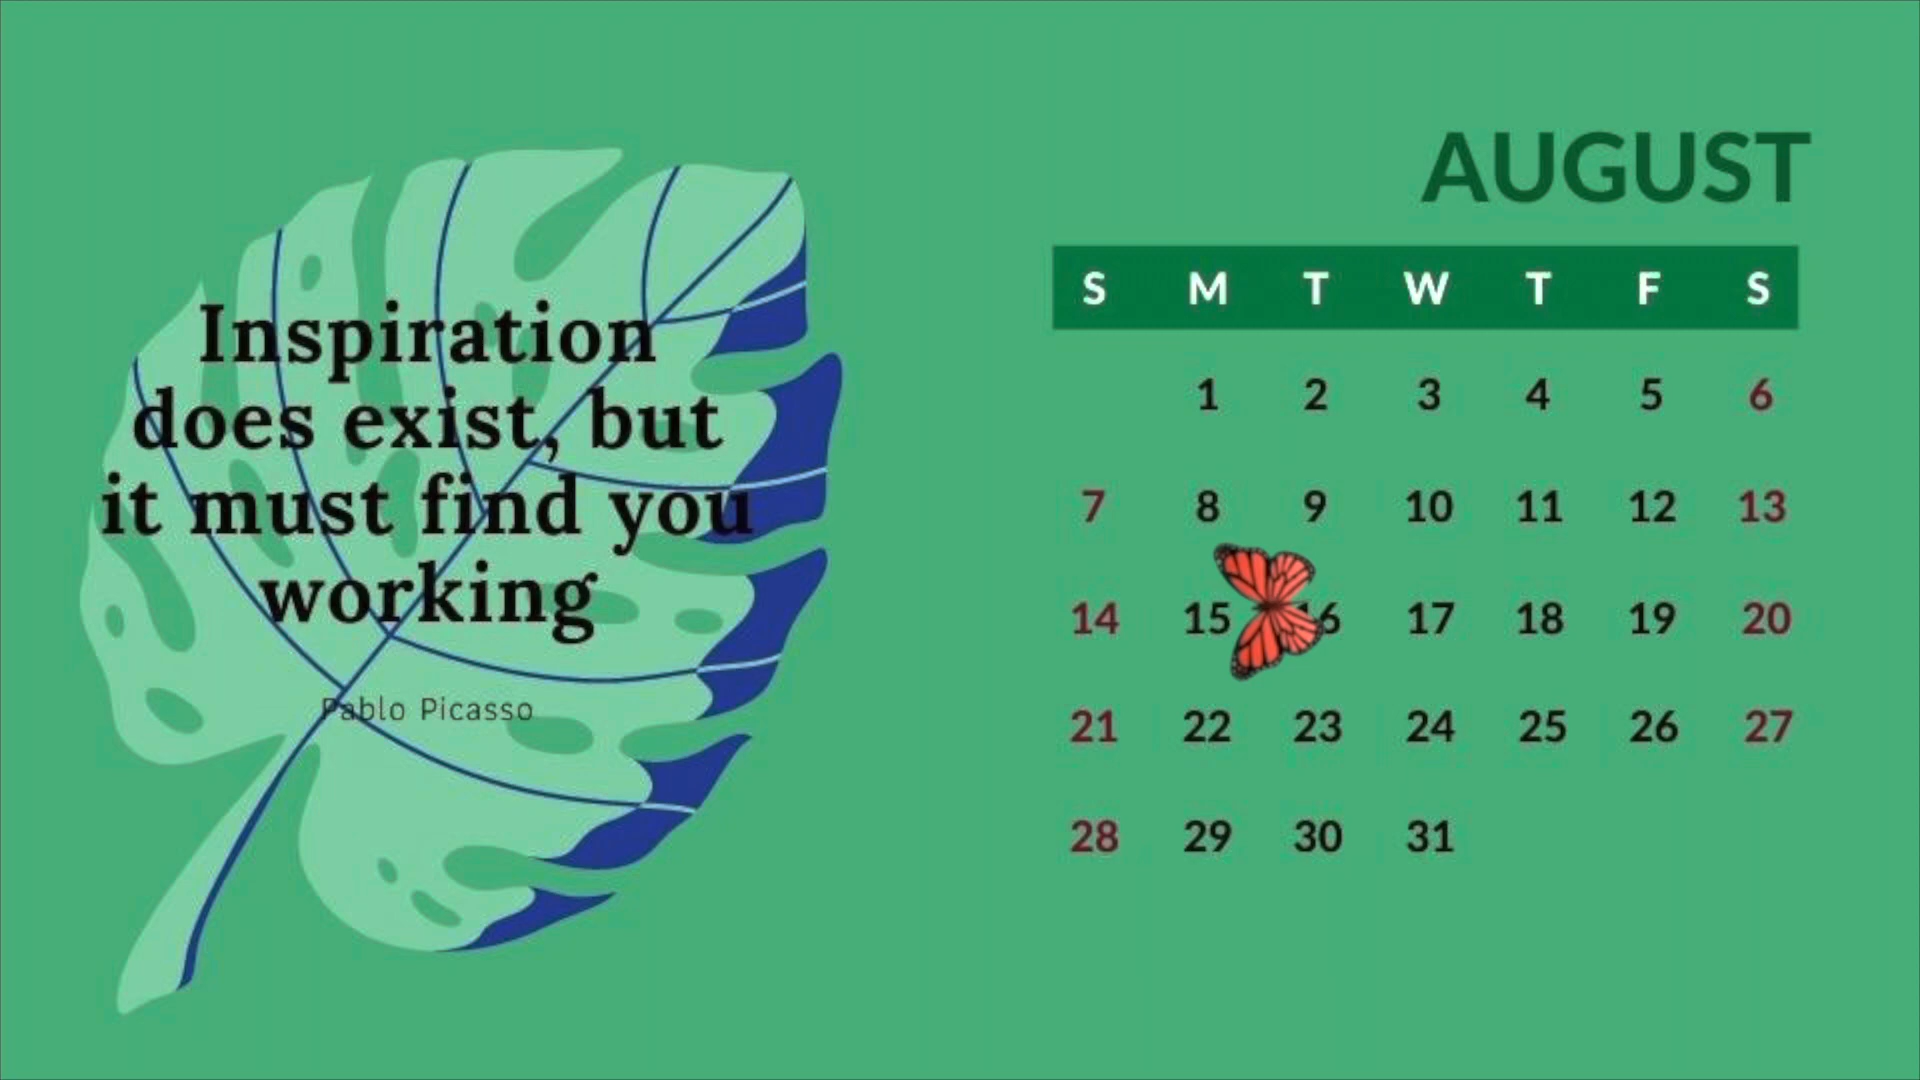 Inspiration
does exist, but
it must find you
working
Pablo Picasso
AUGUST
S M T W T F S
1 2 3 4 5 6
7 8 9 10 11 12 13
14 15 16 17 18 19 20
21 22 23 24 25 26 27
28 29 30 31